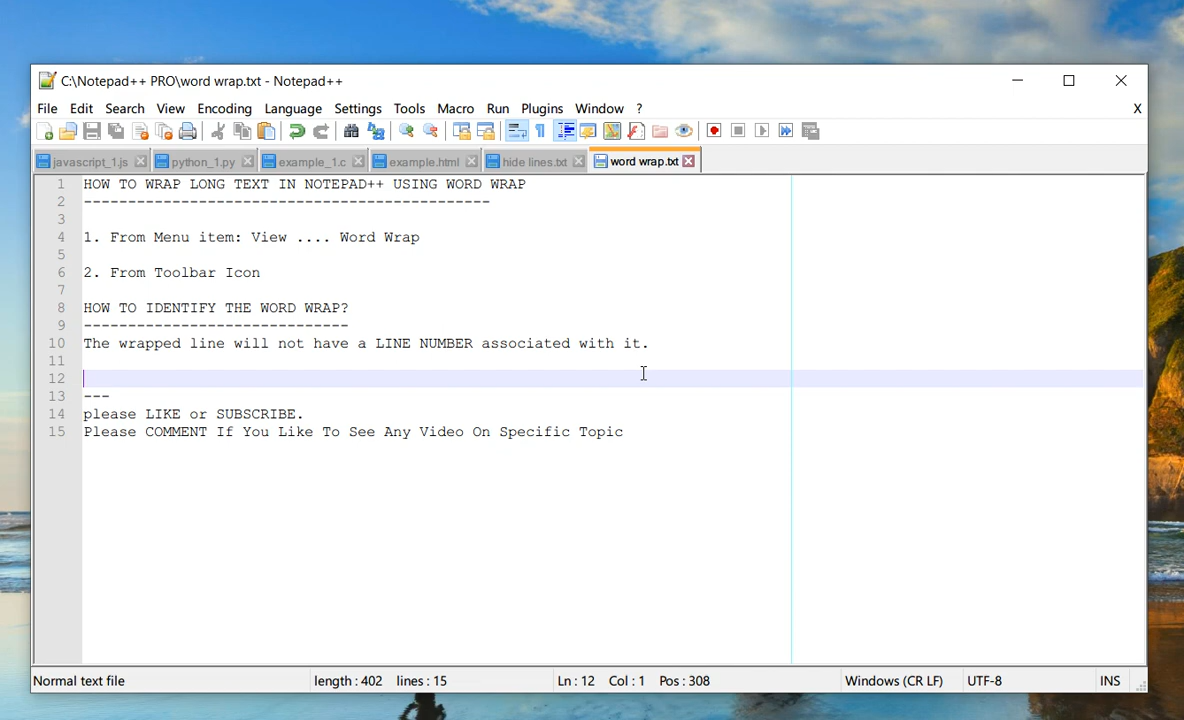 C:\Notepad++ PRO\word wrap.txt - Notepad++
File Edit Search View Encoding Language Settings Tools Macro Run Plugins Window ? X
javascript_1.js python_1.py example_1.c example.html hide lines.txt word wrap.txt
1 HOW TO WRAP LONG TEXT IN NOTEPAD++ USING WORD WRAP
2 ----------------------------------------------
3
4 1. From Menu item: View .... Word Wrap
5
6 2. From Toolbar Icon
7
8 HOW TO IDENTIFY THE WORD WRAP?
9 ------------------------------
10 The wrapped line will not have a LINE NUMBER associated with it.
11
12
13 ---
14 please LIKE or SUBSCRIBE.
15 Please COMMENT If You Like To See Any Video On Specific Topic
Normal text file length : 402 lines : 15 Ln : 12 Col : 1 Pos : 308 Windows (CR LF) UTF-8 INS